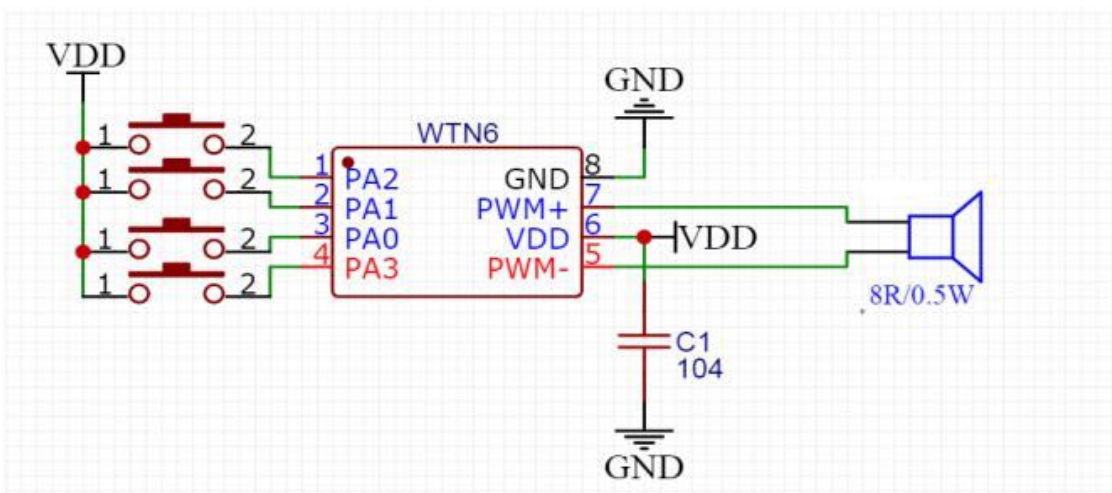 VDD
GND
WTN6
1 2
1 2
1 2
1 2
1 PA2 GND 8
2 PA1 PWM+ 7
3 PA0 VDD 6 VDD
4 PA3 PWM- 5
8R/0.5W
C1
104
GND